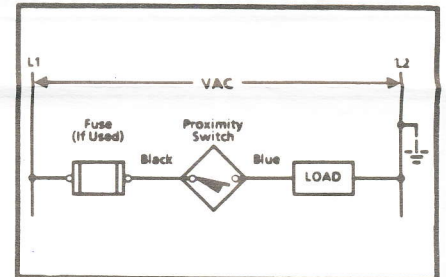 L1
L2
VAC
Fuse
(If Used)
Proximity
Switch
Black
Blue
LOAD